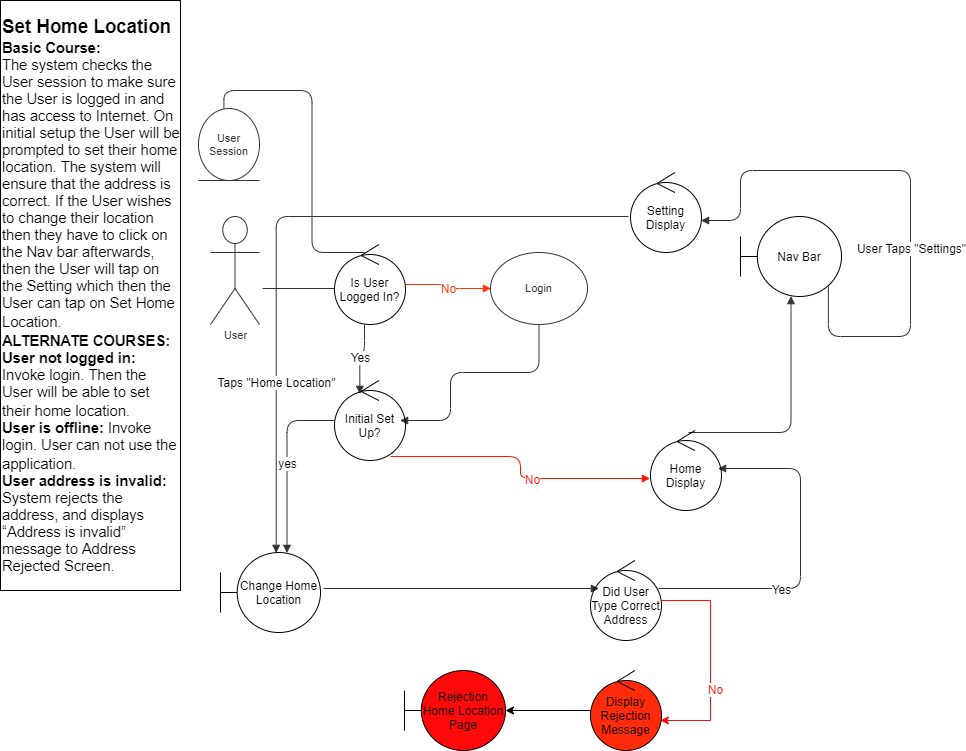 Set Home Location
Basic Course:
The system checks the
User session to make sure
the User is logged in and
has access to Internet. On
initial setup the User will be
prompted to set their home
location. The system will
ensure that the address is
correct. If the User wishes
to change their location
then they have to click on
the Nav bar afterwards,
then the User will tap on
the Setting which then the
User can tap on Set Home
Location.
ALTERNATE COURSES:
User not logged in:
Invoke login. Then the
User will be able to set
their home location.
User is offline: Invoke
login. User can not use the
application.
User address is invalid:
System rejects the
address, and displays
“Address is invalid”
message to Address
Rejected Screen.
User
Session
User
Is User
Logged In?
No
Login
Yes
Taps "Home Location"
Initial Set
Up?
yes
No
Setting
Display
Nav Bar
User Taps "Settings"
Home
Display
Change Home
Location
Did User
Type Correct
Address
Yes
No
Display
Rejection
Message
Rejection
Home Location
Page